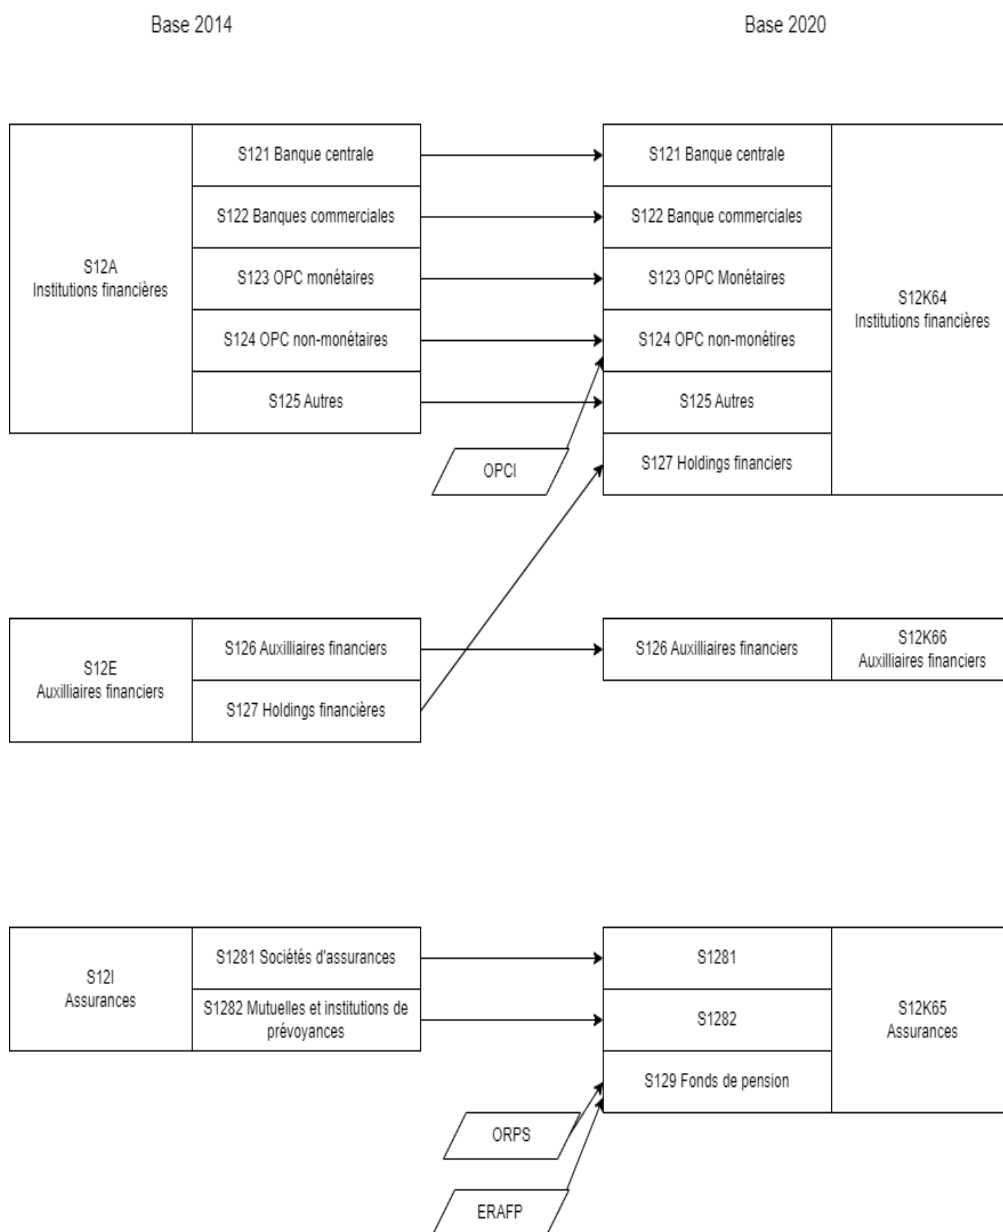 Base 2014
Base 2020
S12A
Institutions financières
S121 Banque centrale
S122 Banques commerciales
S123 OPC monétaires
S124 OPC non-monétaires
S125 Autres
S121 Banque centrale
S122 Banque commerciales
S123 OPC Monétaires
S124 OPC non-monétires
S125 Autres
S127 Holdings financiers
S12K64
Institutions financières
OPCI
S12E
Auxilliaires financiers
S126 Auxilliaires financiers
S127 Holdings financières
S126 Auxilliaires financiers
S12K66
Auxilliaires financiers
S12I
Assurances
S1281 Sociétés d'assurances
S1282 Mutuelles et institutions de
prévoyances
S1281
S1282
S129 Fonds de pension
S12K65
Assurances
ORPS
ERAFP